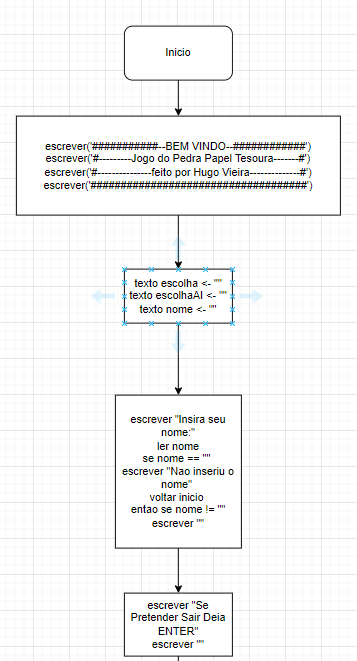 Inicio
escrever('###########--BEM VINDO--############')
escrever('#---------Jogo do Pedra Papel Tesoura-------#')
escrever('#---------------feito por Hugo Vieira--------------#')
escrever('####################################')
texto escolha <- ""
texto escolhaAI <- ""
texto nome <- ""
escrever "Insira seu
nome:"
ler nome
se nome == ""
escrever "Nao inseriu o
nome"
voltar inicio
entao se nome != ""
escrever ""
escrever "Se
Pretender Sair Deia
ENTER"
escrever ""